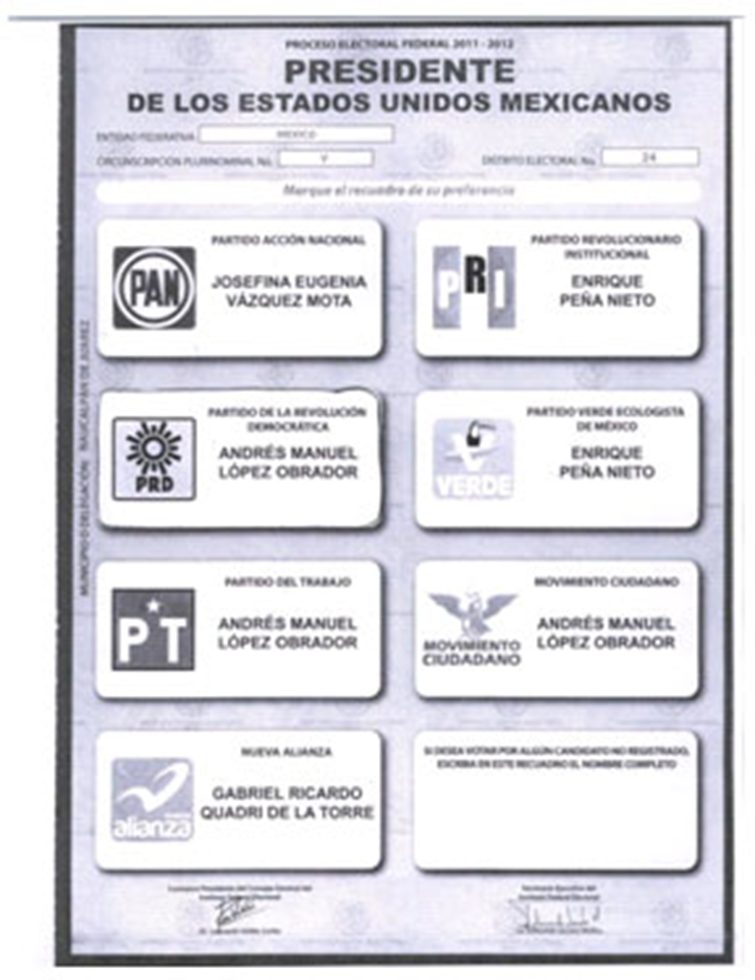 PROCESO ELECTORAL FEDERAL 2011 - 2012
PRESIDENTE
DE LOS ESTADOS UNIDOS MEXICANOS
ENTIDAD FEDERATIVA MÉXICO
CIRCUNSCRIPCIÓN PLURINOMINAL No. V DISTRITO ELECTORAL No. 24
Marque el recuadro de su preferencia
MUNICIPIO O DELEGACIÓN: NAUCALPAN DE JUÁREZ
PAN
PARTIDO ACCIÓN NACIONAL
JOSEFINA EUGENIA
VÁZQUEZ MOTA
PRI
PARTIDO REVOLUCIONARIO
INSTITUCIONAL
ENRIQUE
PEÑA NIETO
PRD
PARTIDO DE LA REVOLUCIÓN
DEMOCRÁTICA
ANDRÉS MANUEL
LÓPEZ OBRADOR
VERDE
PARTIDO VERDE ECOLOGISTA
DE MÉXICO
ENRIQUE
PEÑA NIETO
PT
PARTIDO DEL TRABAJO
ANDRÉS MANUEL
LÓPEZ OBRADOR
MOVIMIENTO
CIUDADANO
MOVIMIENTO CIUDADANO
ANDRÉS MANUEL
LÓPEZ OBRADOR
alianza
NUEVA ALIANZA
GABRIEL RICARDO
QUADRI DE LA TORRE
SI DESEA VOTAR POR ALGÚN CANDIDATO NO REGISTRADO,
ESCRIBA EN ESTE RECUADRO EL NOMBRE COMPLETO
Consejero Presidente del Consejo General del
Instituto Federal Electoral
Secretario Ejecutivo del
Instituto Federal Electoral